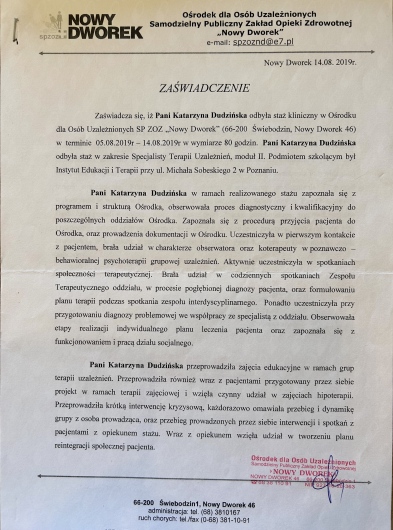 NOWY
DWOREK
spzoz
Ośrodek dla Osób Uzależnionych
Samodzielny Publiczny Zakład Opieki Zdrowotnej
„Nowy Dworek”
e-mail: spzoznd@e7.pl
Nowy Dworek 14.08. 2019r.
ZAŚWIADCZENIE
Zaświadcza się, iż Pani Katarzyna Dudzińska odbyła staż kliniczny w Ośrodku
dla Osób Uzależnionych SP ZOZ „Nowy Dworek” (66-200 Świebodzin, Nowy Dworek 46)
w terminie 05.08.2019r – 14.08.2019r w wymiarze 80 godzin. Pani Katarzyna Dudzińska
odbyła staż w zakresie Specjalisty Terapii Uzależnień, moduł II. Podmiotem szkolącym był
Instytut Edukacji i Terapii przy ul. Michała Sobeskiego 2 w Poznaniu.
Pani Katarzyna Dudzińska w ramach realizowanego stażu zapoznała się z
programem i strukturą Ośrodka, obserwowała proces diagnostyczny i kwalifikacyjny do
poszczególnych oddziałów Ośrodka. Zapoznała się z procedurą przyjęcia pacjenta do
Ośrodka, oraz prowadzenia dokumentacji w Ośrodku. Uczestniczyła w pierwszym kontakcie
z pacjentem, brała udział w charakterze obserwatora oraz koterapeuty w poznawczo –
behawioralnej psychoterapii grupowej uzależnień. Aktywnie uczestniczyła w spotkaniach
społeczności terapeutycznej. Brała udział w codziennych spotkaniach Zespołu
Terapeutycznego oddziału, w procesie pogłębionej diagnozy pacjenta, oraz formułowaniu
planu terapii podczas spotkania zespołu interdyscyplinarnego. Ponadto uczestniczyła przy
przygotowaniu diagnozy problemowej we współpracy ze specjalistą z oddziału. Obserwowała
etapy realizacji indywidualnego planu leczenia pacjenta oraz zapoznała się z
funkcjonowaniem i pracą działu socjalnego.
Pani Katarzyna Dudzińska przeprowadziła zajęcia edukacyjne w ramach grup
terapii uzależnień. Przeprowadziła również wraz z pacjentami przygotowany przez siebie
projekt w ramach terapii zajęciowej i wzięła czynny udział w zajęciach hipoterapii.
Przeprowadziła krótką interwencję kryzysową, każdorazowo omawiała przebieg i dynamikę
grupy z osoba prowadzącą, oraz przebieg prowadzonych przez siebie interwencji i spotkań z
pacjentami z opiekunem stażu. Wraz z opiekunem wzięła udział w tworzeniu planu
reintegracji społecznej pacjenta.
Ośrodek dla Osób Uzależnionych
Samodzielny Publiczny Zakład Opieki Zdrowotnej
NOWY DWOREK
NOWY DWOREK 46
66-200 Świebodzin1, Nowy Dworek 46
administracja: tel. (68) 3810167
ruch chorych: tel./fax (0-68) 381-10-91